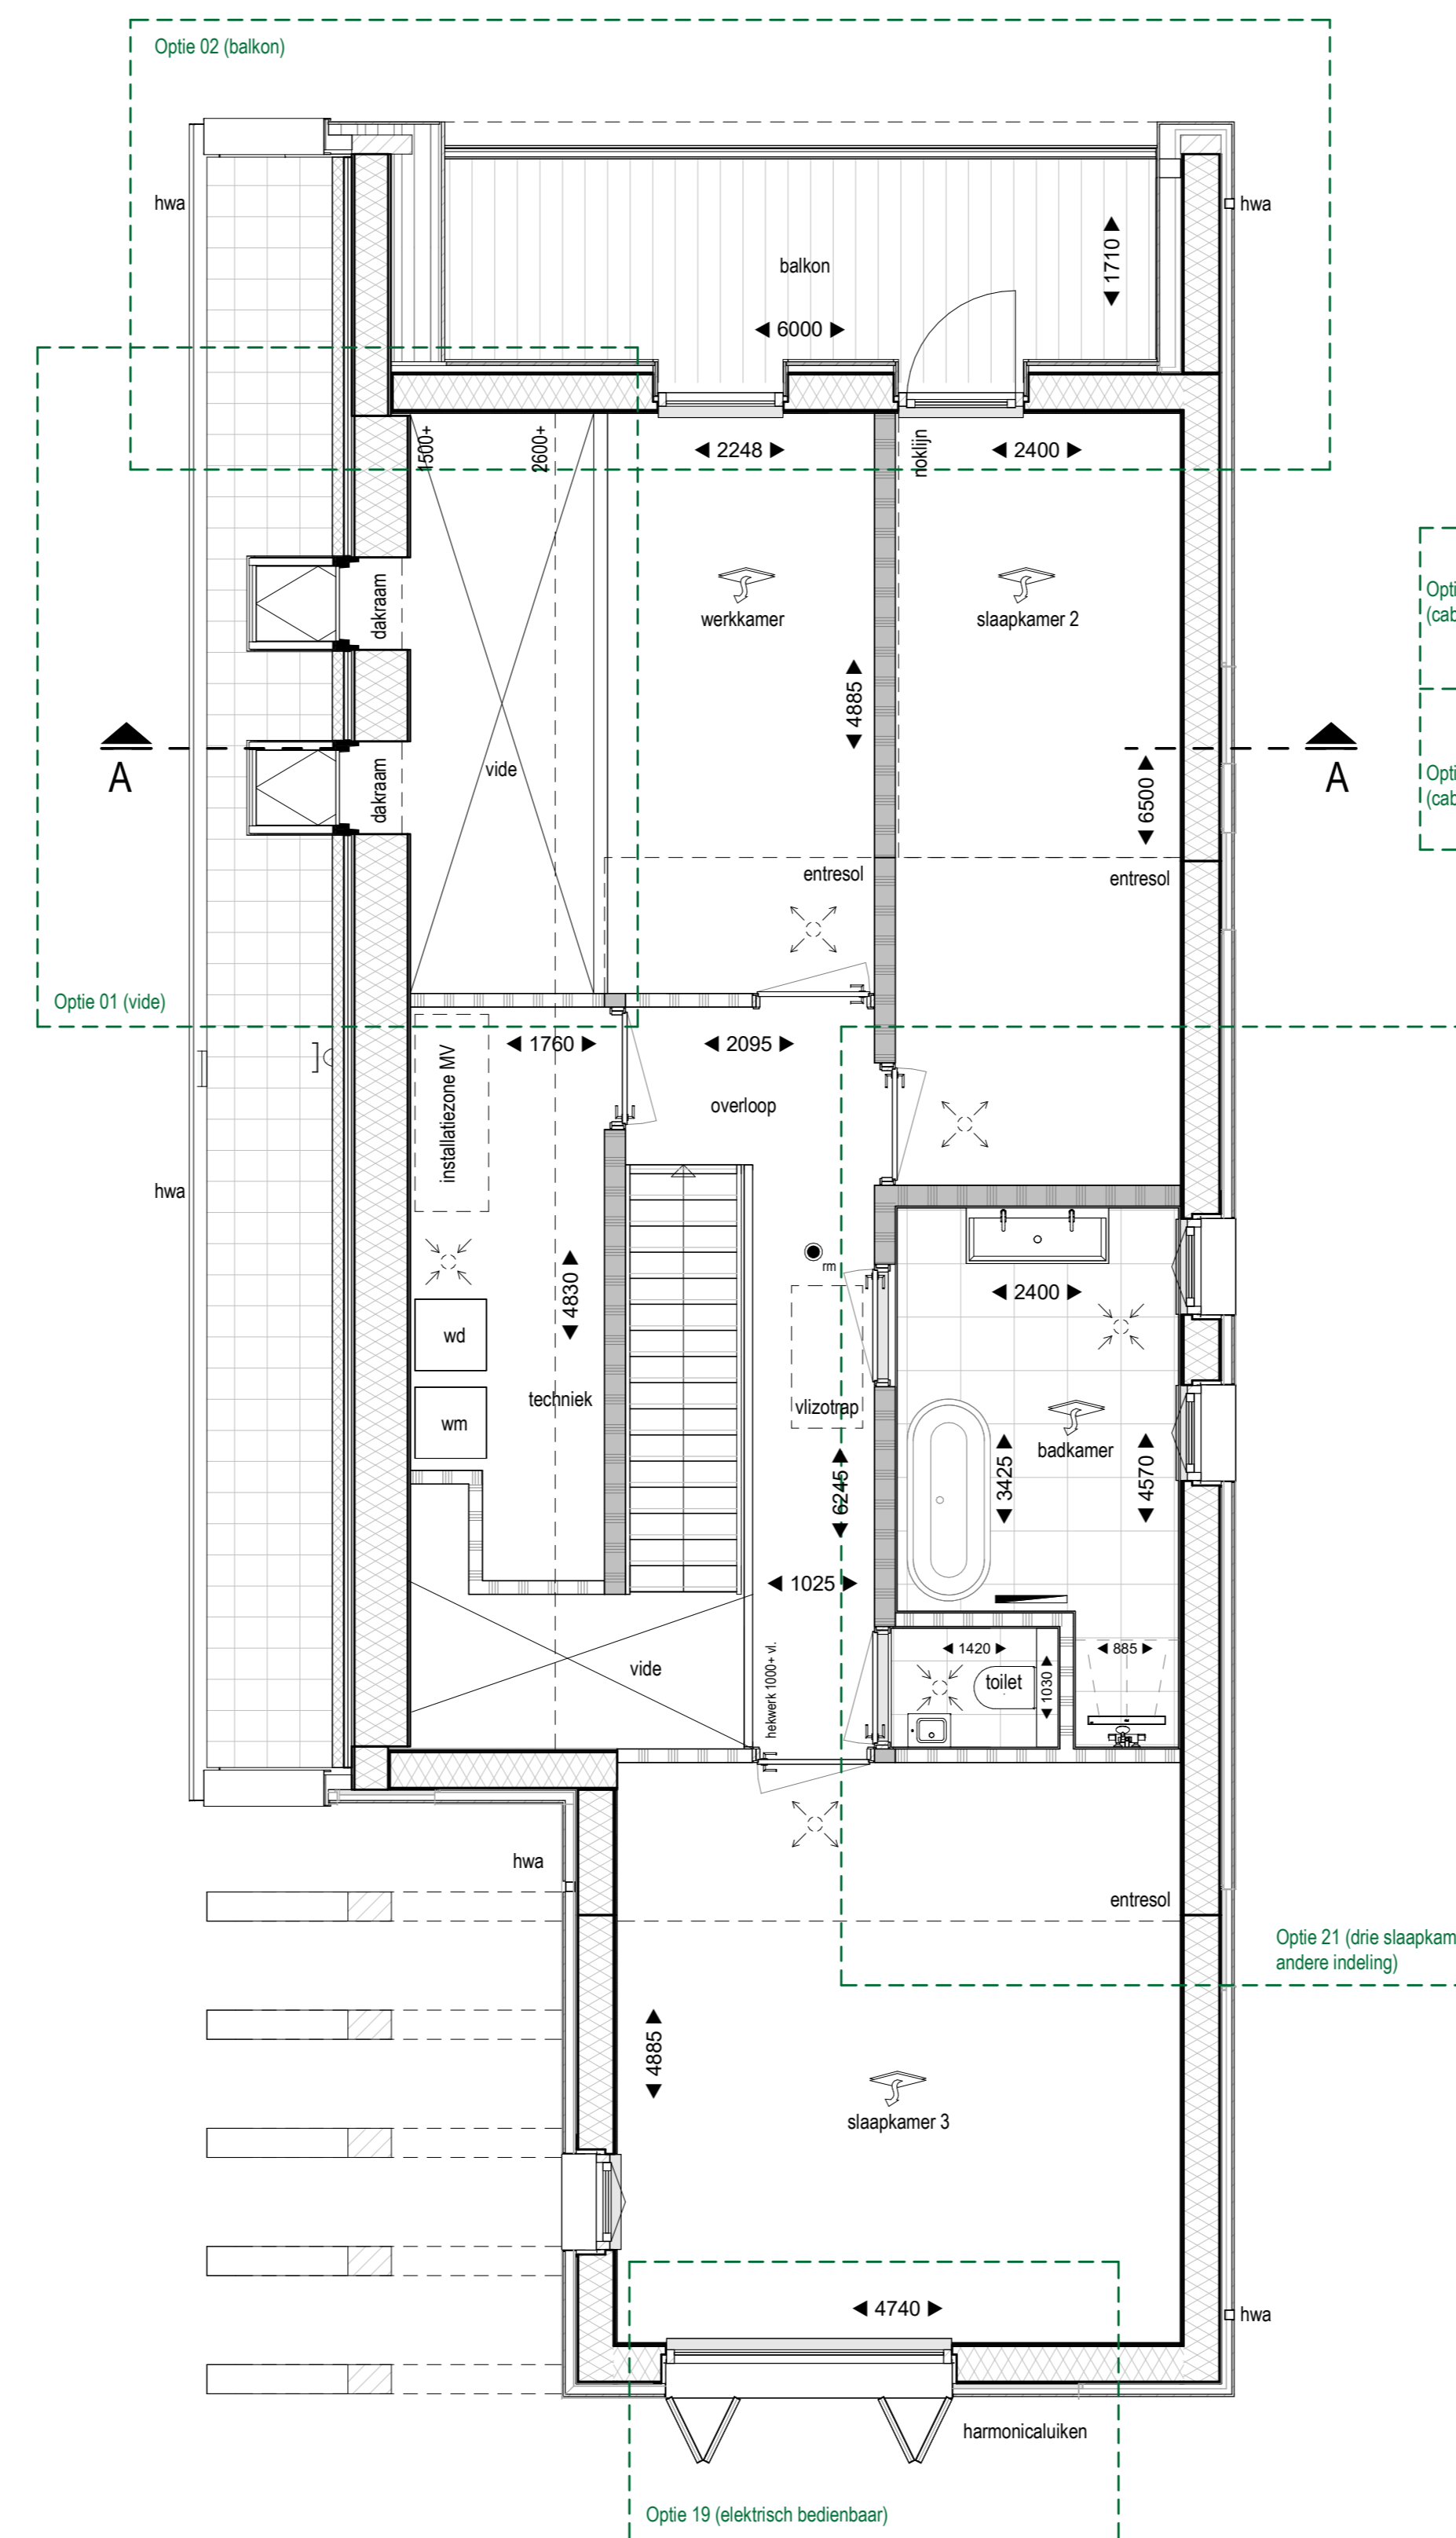 Optie 02 (balkon)
hwa
hwa
balkon
1710
6000
1500+
2600+
2248
noklijn
2400
dakraam
werkkamer
slaapkamer 2
4885
A
dakraam
vide
6500
A
entresol
entresol
Optie 01 (vide)
1760
2095
installatiezone MV
overloop
hwa
rm
4830
2400
wd
techniek
vlizotrap
wm
badkamer
3425
4570
6245
1025
hekwerk 1000+ vl.
1420
885
vide
toilet
1030
hwa
entresol
Optie 21 (drie slaapkam
andere indeling)
4885
slaapkamer 3
4740
hwa
harmonicaluiken
Optie 19 (elektrisch bedienbaar)